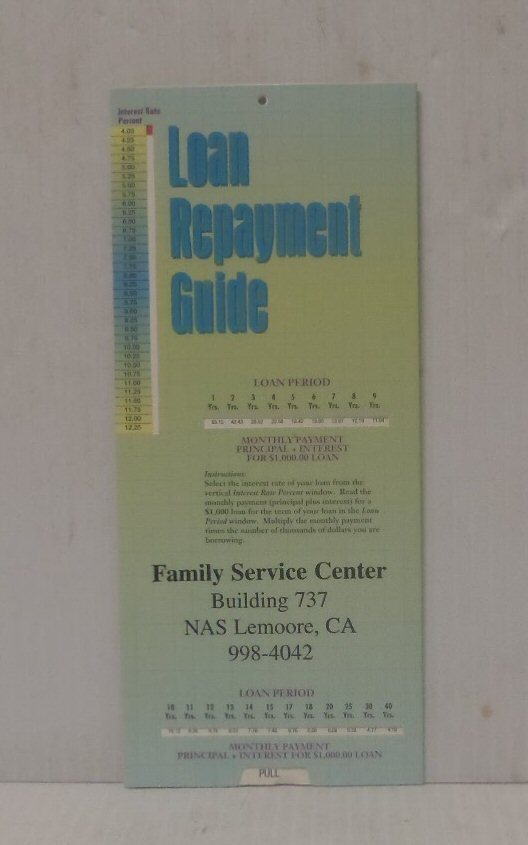 Interest Rate
Percent
4.00
4.25
4.50
4.75
5.00
5.25
5.50
5.75
6.00
6.25
6.50
6.75
7.00
7.25
7.50
7.75
8.00
8.25
8.50
8.75
9.00
9.25
9.50
9.75
10.00
10.25
10.50
10.75
11.00
11.25
11.50
11.75
12.00
12.25
Loan
Repayment
Guide
LOAN PERIOD
1 2 3 4 5 6 7 8 9
Yrs. Yrs. Yrs. Yrs. Yrs. Yrs. Yrs. Yrs. Yrs.
MONTHLY PAYMENT
PRINCIPAL + INTEREST
FOR $1,000.00 LOAN
Instructions:
Select the interest rate of your loan from the
vertical Interest Rate Percent window. Read the
monthly payment (principal plus interest) for a
$1,000 loan for the term of your loan in the Loan
Period window. Multiply the monthly payment
times the number of thousands of dollars you are
borrowing.
Family Service Center
Building 737
NAS Lemoore, CA
998-4042
LOAN PERIOD
10 11 12 13 14 15 17 18 20 25 30 40
Yrs. Yrs. Yrs. Yrs. Yrs. Yrs. Yrs. Yrs. Yrs. Yrs. Yrs. Yrs.
MONTHLY PAYMENT
PRINCIPAL + INTEREST FOR $1,000.00 LOAN
PULL